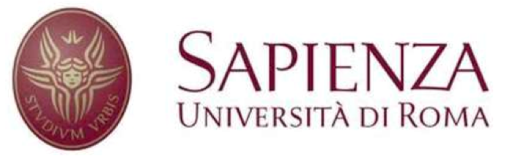 SAPIENZA
UNIVERSITÀ DI ROMA
STVDIVM VRBIS